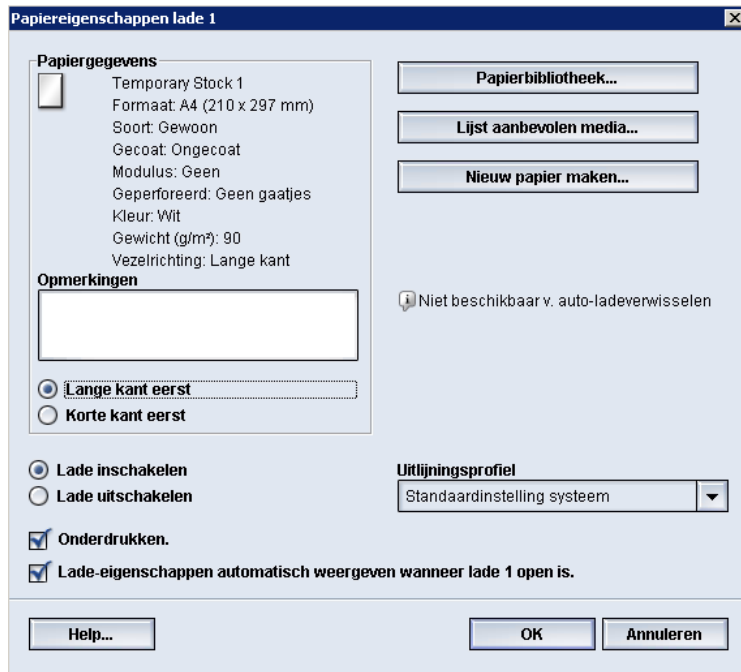 Papiereigenschappen lade 1
Papiergegevens
Temporary Stock 1
Formaat: A4 (210 x 297 mm)
Soort: Gewoon
Gecoat: Ongecoat
Modulus: Geen
Geperforeerd: Geen gaatjes
Kleur: Wit
Gewicht (g/m²): 90
Vezelrichting: Lange kant
Opmerkingen
Lange kant eerst
Korte kant eerst
Papierbibliotheek...
Lijst aanbevolen media...
Nieuw papier maken...
Niet beschikbaar v. auto-ladeverwisselen
Lade inschakelen
Lade uitschakelen
Uitlijningsprofiel
Standaardinstelling systeem
Onderdrukken.
Lade-eigenschappen automatisch weergeven wanneer lade 1 open is.
Help...
OK
Annuleren